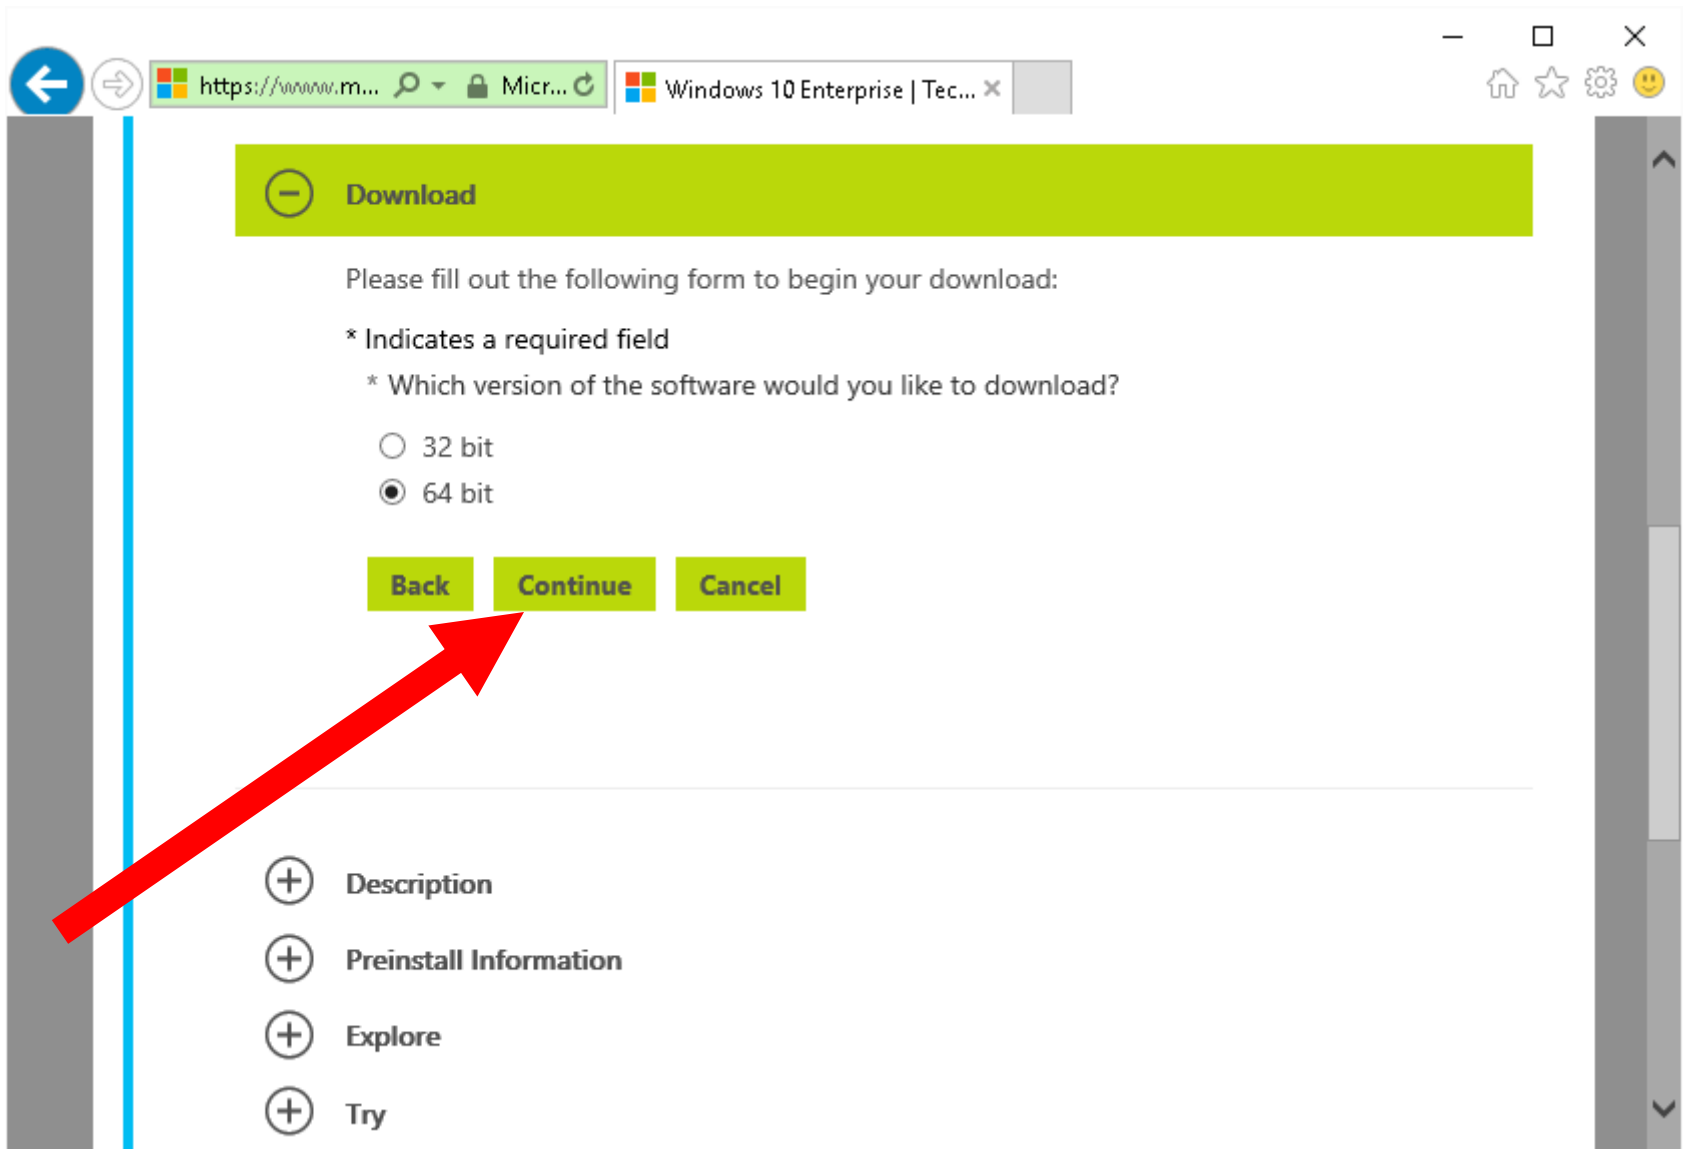 https://www.m... Micr... Windows 10 Enterprise | Tec...
Download
Please fill out the following form to begin your download:
* Indicates a required field
* Which version of the software would you like to download?
32 bit
64 bit
Back Continue Cancel
Description
Preinstall Information
Explore
Try